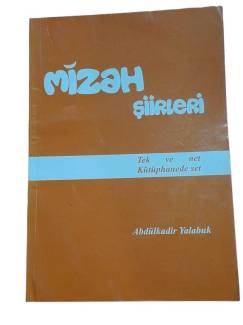 MİZAH
ŞİİRLERİ
Tek ve net
Kütüphanede set
Abdülkadir Yalabuk